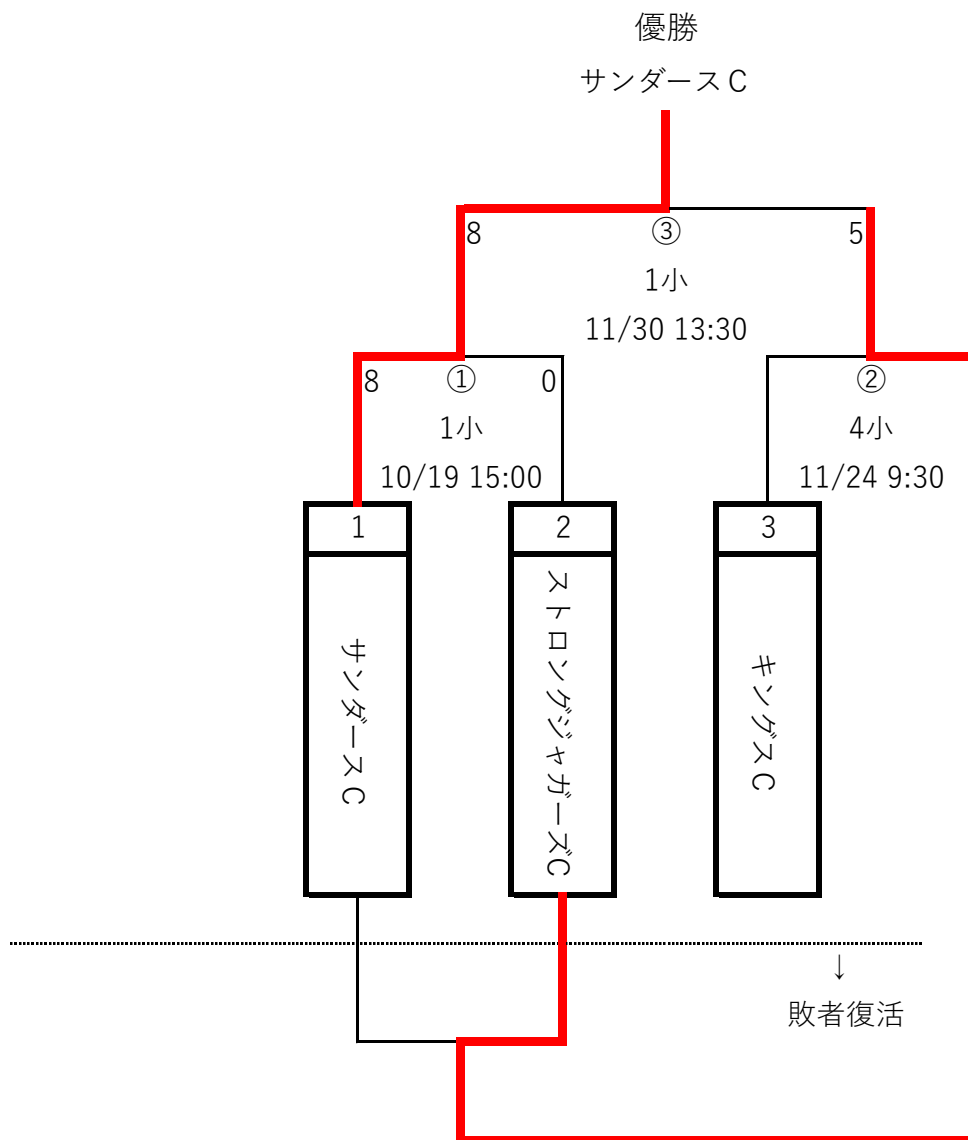 優勝
サンダースC
8 ③ 5
1小
11/30 13:30
8 ① 0 ②
1小 4小
10/19 15:00 11/24 9:30
1 2 3
サンダースC
ストロングジャガーズC
キングスC
↓
敗者復活